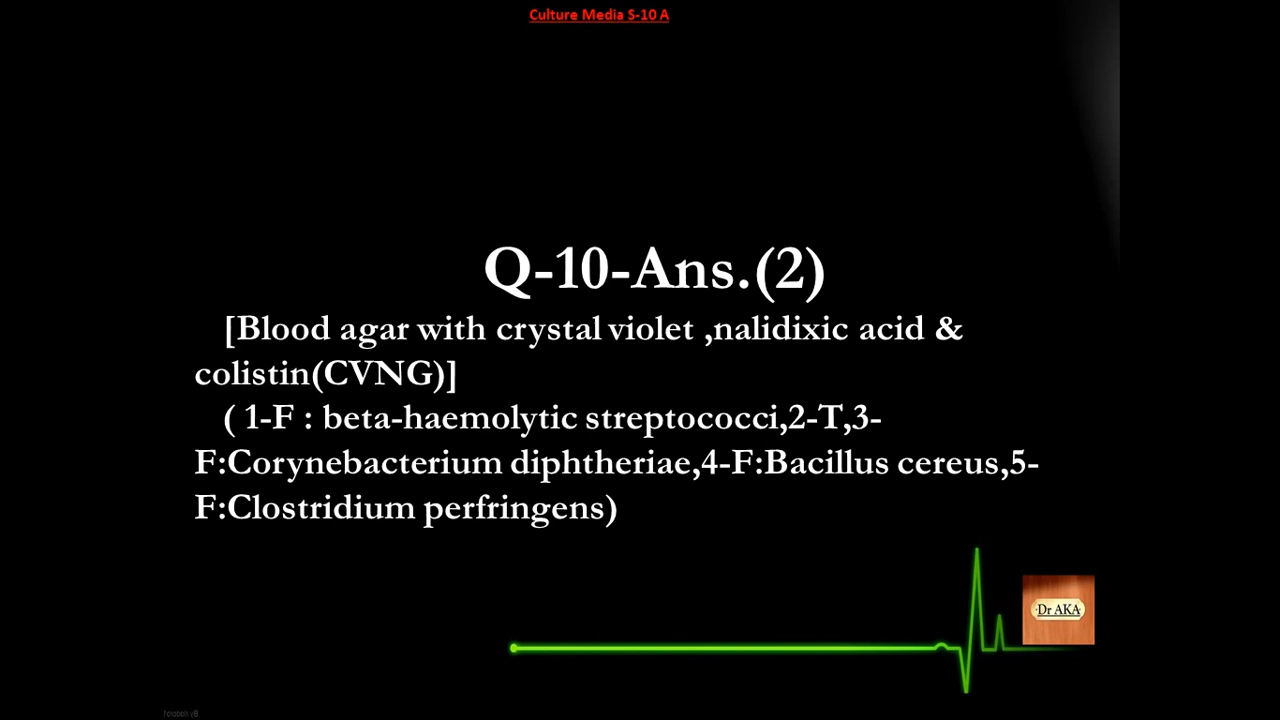 Culture Media S-10 A
Q-10-Ans.(2)
[Blood agar with crystal violet ,nalidixic acid &
colistin(CVNG)]
( 1-F : beta-haemolytic streptococci,2-T,3-
F:Corynebacterium diphtheriae,4-F:Bacillus cereus,5-
F:Clostridium perfringens)
Dr AKA